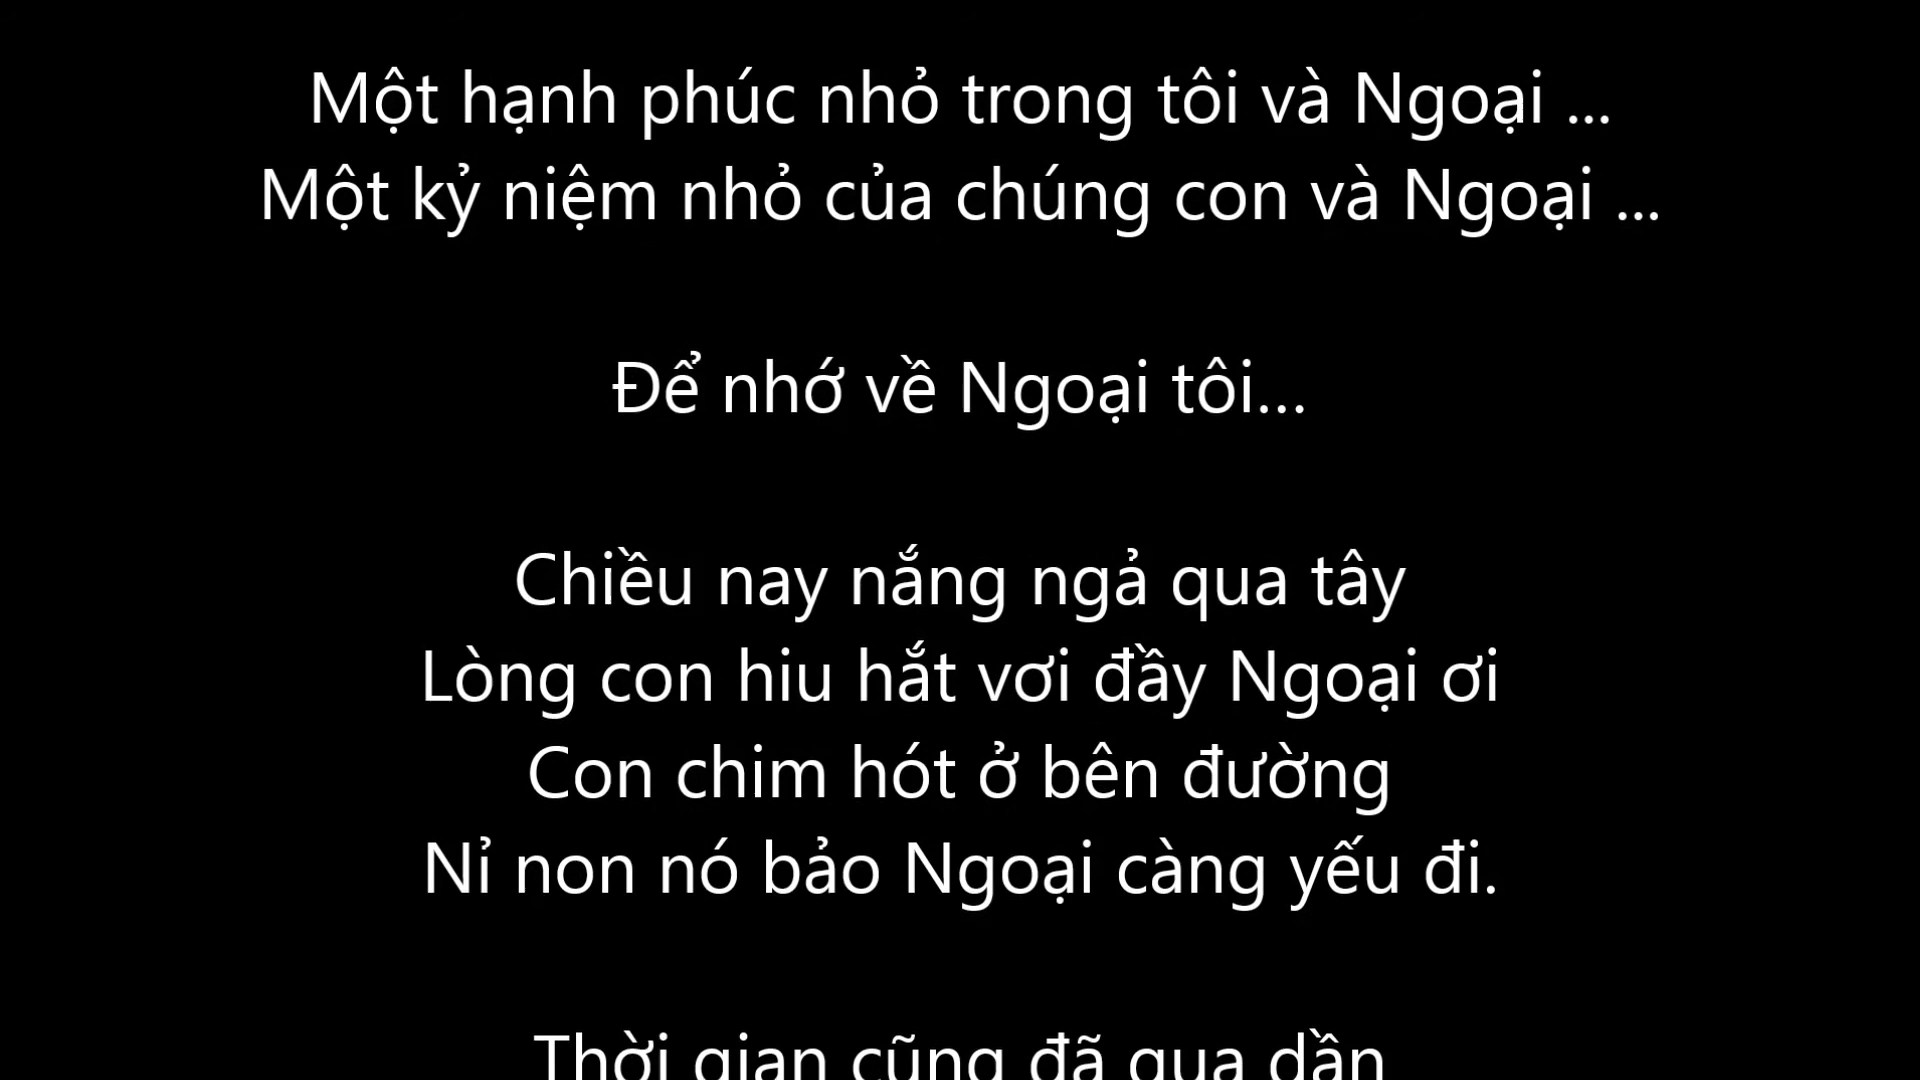 Một hạnh phúc nhỏ trong tôi và Ngoại ...
Một kỷ niệm nhỏ của chúng con và Ngoại ...
Để nhớ về Ngoại tôi...
Chiều nay nắng ngả qua tây
Lòng con hiu hắt vơi đầy Ngoại ơi
Con chim hót ở bên đường
Nỉ non nó bảo Ngoại càng yếu đi.
Thời gian cũng đã qua dần